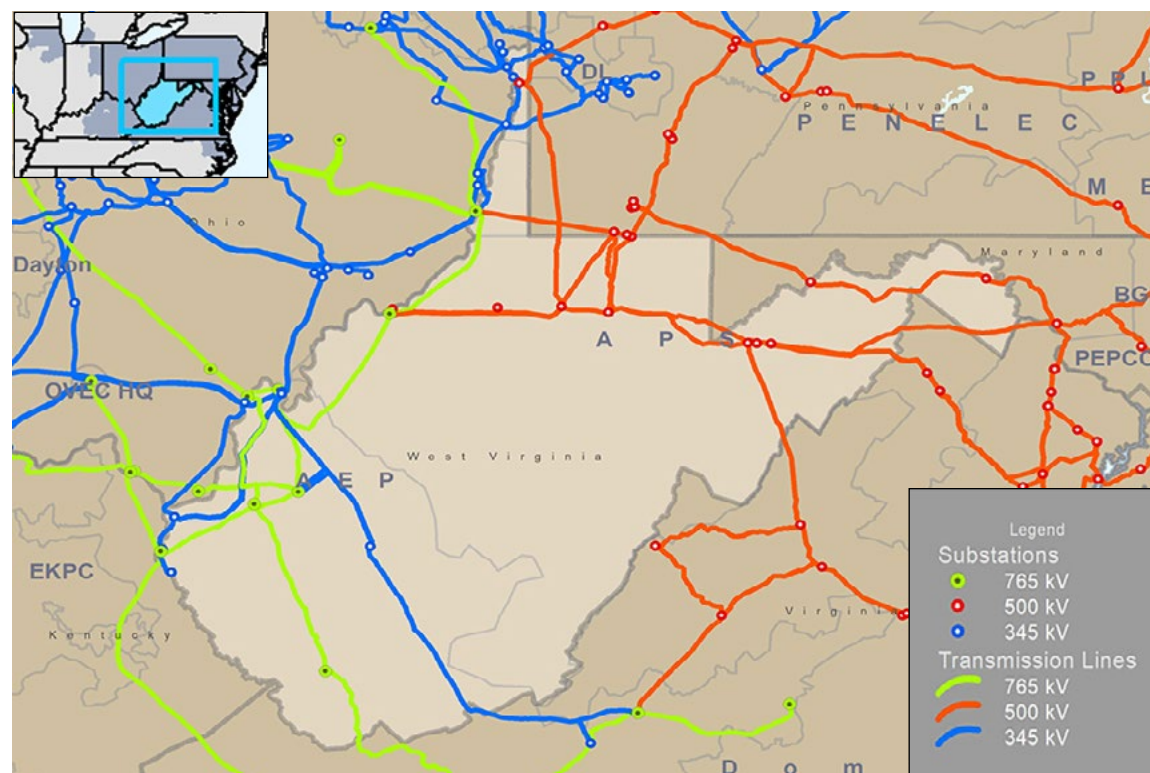 DL
PPL
Pennsylvania
PENELEC
ME
Ohio
Maryland
Dayton
BG
APS
PEPCO
OVEC HQ
West Virginia
AEP
EKPC
Virginia
Kentucky
Dom
Legend
Substations
765 kV
500 kV
345 kV
Transmission Lines
765 kV
500 kV
345 kV